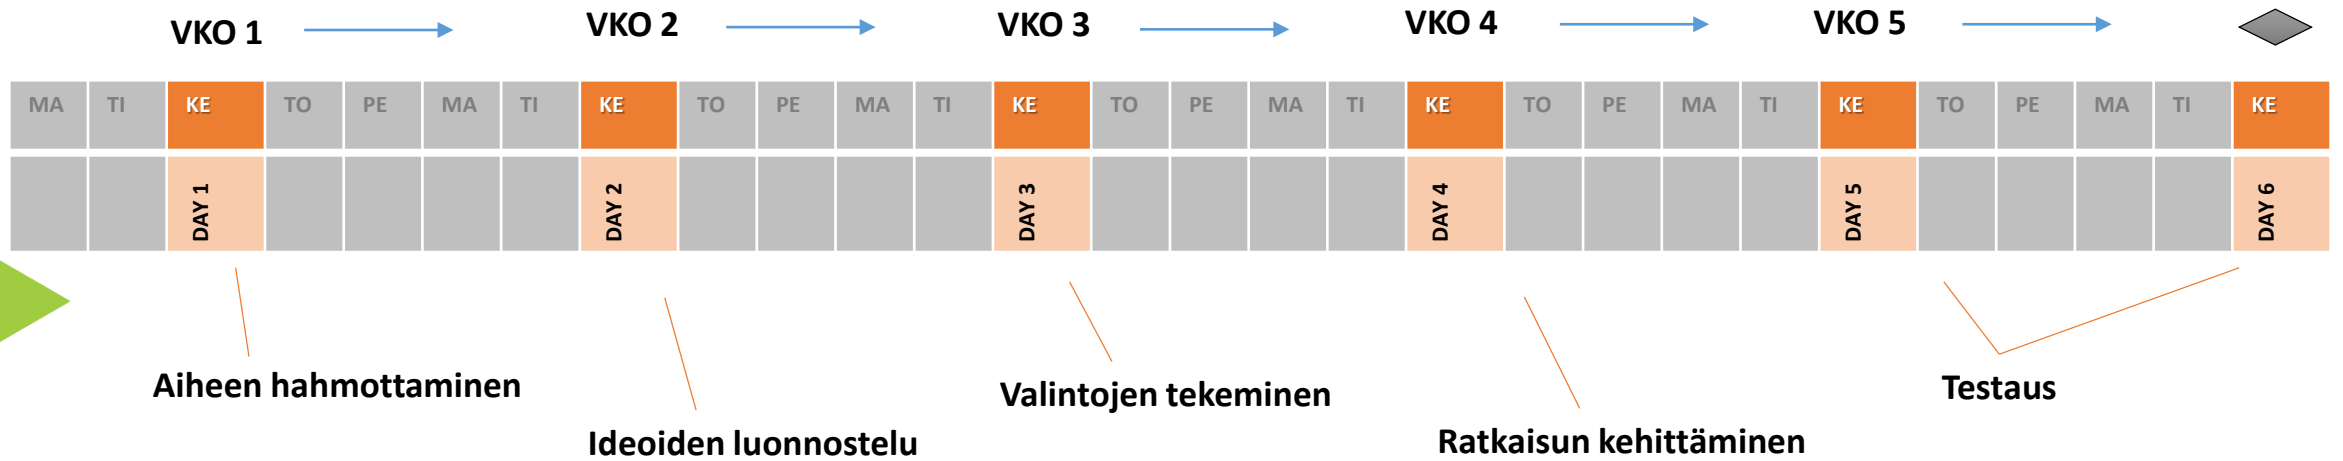 VKO 1 VKO 2 VKO 3 VKO 4 VKO 5
MA TI KE TO PE MA TI KE TO PE MA TI KE TO PE MA TI KE TO PE MA TI KE TO PE MA TI KE
DAY 1 DAY 2 DAY 3 DAY 4 DAY 5 DAY 6
Aiheen hahmottaminen
Valintojen tekeminen
Testaus
Ideoiden luonnostelu
Ratkaisun kehittäminen